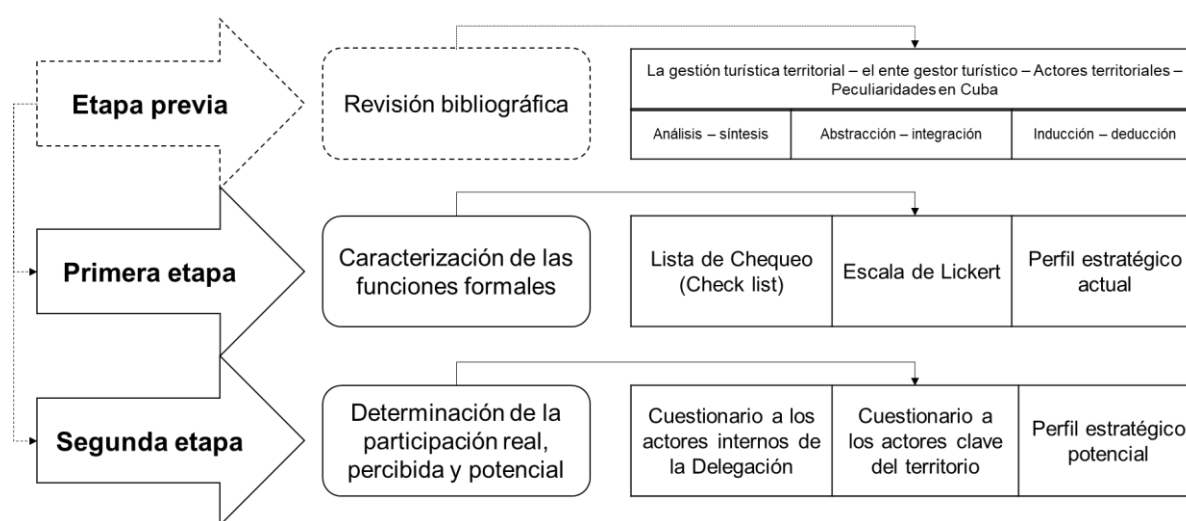 Etapa previa
Revisión bibliográfica
La gestión turística territorial – el ente gestor turístico – Actores territoriales –
Peculiaridades en Cuba
Análisis – síntesis
Abstracción – integración
Inducción – deducción
Primera etapa
Caracterización de las
funciones formales
Lista de Chequeo
(Check list)
Escala de Lickert
Perfil estratégico
actual
Segunda etapa
Determinación de la
participación real,
percibida y potencial
Cuestionario a los
actores internos de
la Delegación
Cuestionario a
los actores clave
del territorio
Perfil estratégico
potencial